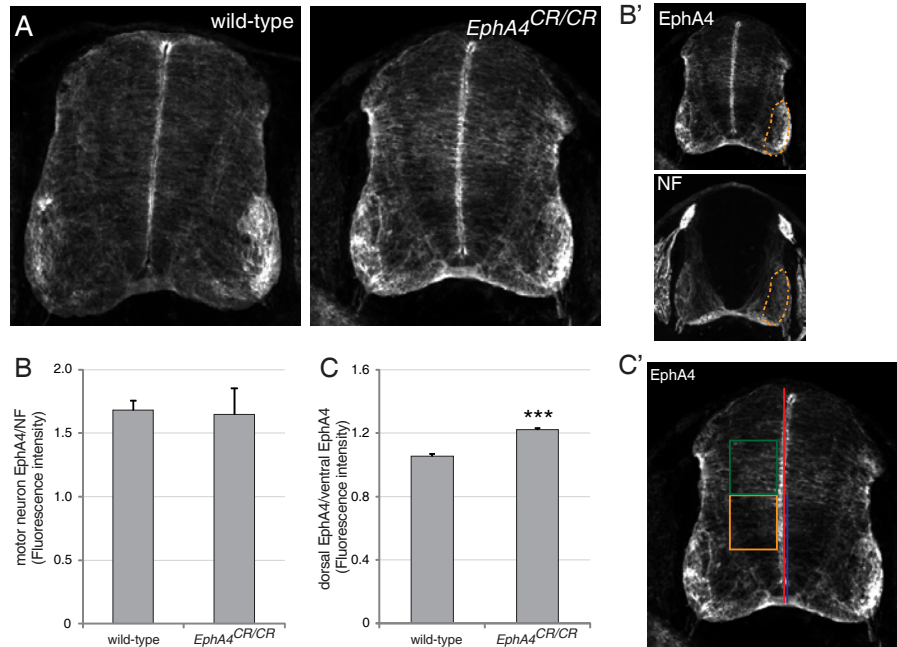 A
wild-type
EphA4CR/CR
B’
EphA4
NF
B
motor neuron EphA4/NF
(Fluorescence intensity)
2.0
1.5
1.0
0.5
0
wild-type
EphA4CR/CR
C
dorsal EphA4/ventral EphA4
(Fluorescence intensity)
1.6
1.2
0.8
0.4
0
***
wild-type
EphA4CR/CR
C’
EphA4